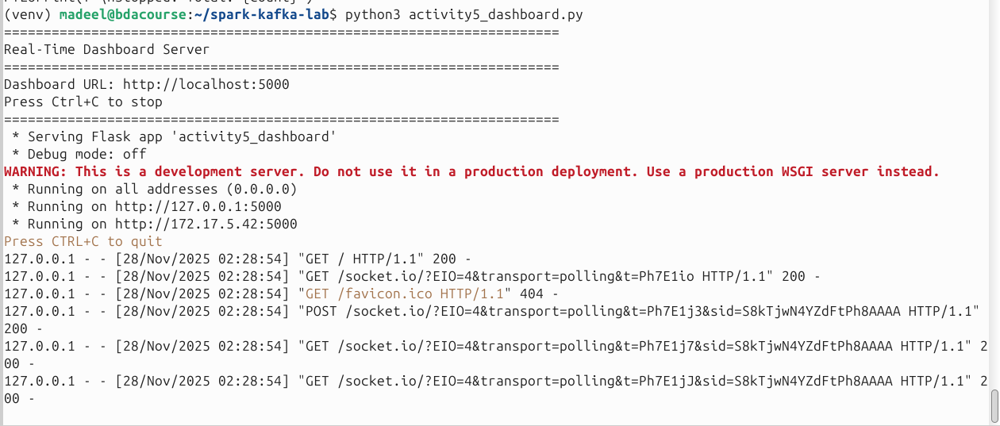 (venv) madeel@bdacourse:~/spark-kafka-lab$ python3 activity5_dashboard.py
======================================================================
Real-Time Dashboard Server
======================================================================
Dashboard URL: http://localhost:5000
Press Ctrl+C to stop
======================================================================
 * Serving Flask app 'activity5_dashboard'
 * Debug mode: off
WARNING: This is a development server. Do not use it in a production deployment. Use a production WSGI server instead.
 * Running on all addresses (0.0.0.0)
 * Running on http://127.0.0.1:5000
 * Running on http://172.17.5.42:5000
Press CTRL+C to quit
127.0.0.1 - - [28/Nov/2025 02:28:54] "GET / HTTP/1.1" 200 -
127.0.0.1 - - [28/Nov/2025 02:28:54] "GET /socket.io/?EIO=4&transport=polling&t=Ph7E1io HTTP/1.1" 200 -
127.0.0.1 - - [28/Nov/2025 02:28:54] "GET /favicon.ico HTTP/1.1" 404 -
127.0.0.1 - - [28/Nov/2025 02:28:54] "POST /socket.io/?EIO=4&transport=polling&t=Ph7E1j3&sid=S8kTjwN4YZdFtPh8AAAA HTTP/1.1"
200 -
127.0.0.1 - - [28/Nov/2025 02:28:54] "GET /socket.io/?EIO=4&transport=polling&t=Ph7E1j7&sid=S8kTjwN4YZdFtPh8AAAA HTTP/1.1" 2
00 -
127.0.0.1 - - [28/Nov/2025 02:28:54] "GET /socket.io/?EIO=4&transport=polling&t=Ph7E1jJ&sid=S8kTjwN4YZdFtPh8AAAA HTTP/1.1" 2
00 -